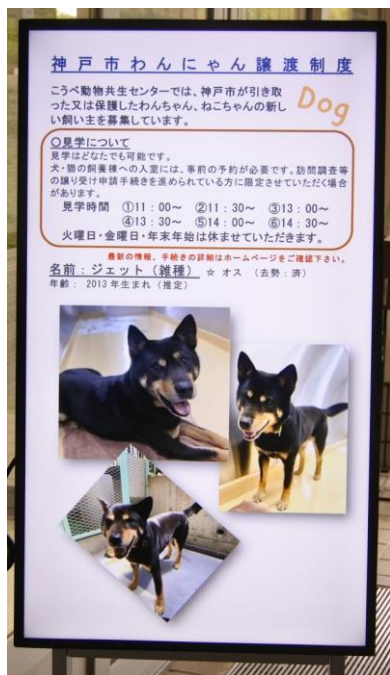 神戸市わんにゃん譲渡制度
こうべ動物共生センターでは、神戸市が引き取
った又は保護したわんちゃん、ねこちゃんの新し
い飼い主を募集しています。
Dog
○見学について
見学はどなたでも可能です。
犬・猫の飼養棟への入室には、事前の予約が必要です。訪問調査等
の譲り受け申請手続きを進められている方に限定させていただく場合
があります。
見学時間 ①11：00～ ②11：30～ ③13：00～
④13：30～ ⑤14：00～ ⑥14：30～
火曜日・金曜日・年末年始は休ませていただきます。
最新の情報、手続きの詳細はホームページをご確認下さい。
名前：ジェット（雑種） ☆ オス （去勢：済）
年齢： 2013年生まれ（推定）